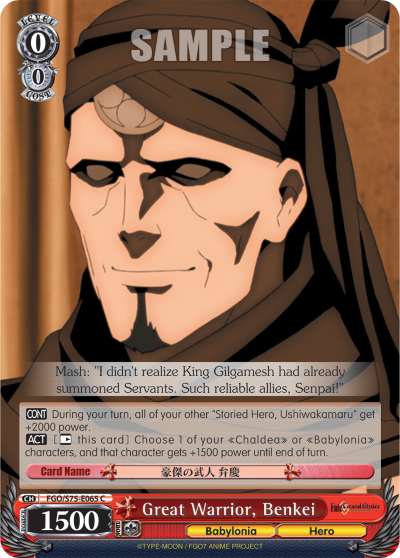 LEVEL
0
0
COST
SAMPLE
Mash: "I didn't realize King Gilgamesh had already
summoned Servants. Such reliable allies, Senpai!"
CONT During your turn, all of your other "Storied Hero, Ushiwakamaru" get
+2000 power.
ACT [ this card] Choose 1 of your «Chaldea» or «Babylonia»
characters, and that character gets +1500 power until end of turn.
Card Name 豪傑の武人 弁慶
CH FGO/S75-E065 C
1500
Great Warrior, Benkei
Fate Grand Order
Babylonia Hero
©TYPE-MOON / FGO7 ANIME PROJECT